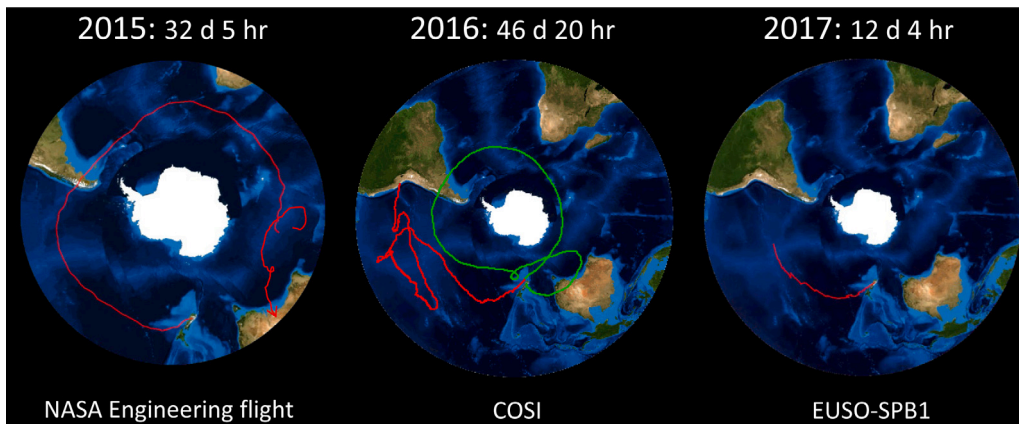 2015: 32 d 5 hr
2016: 46 d 20 hr
2017: 12 d 4 hr
NASA Engineering flight
COSI
EUSO-SPB1